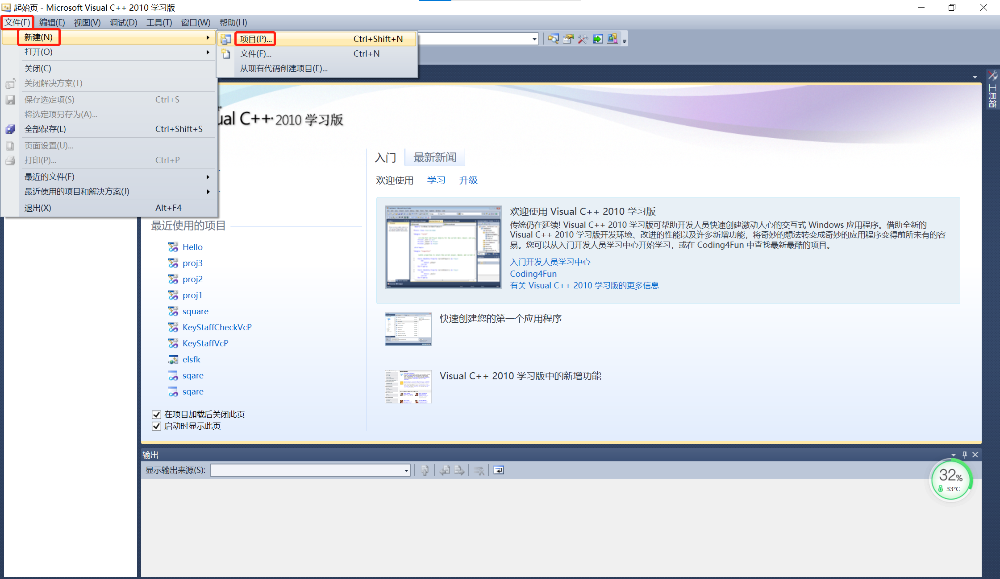 起始页 - Microsoft Visual C++ 2010 学习版
文件(F) 编辑(E) 视图(V) 调试(D) 工具(T) 窗口(W) 帮助(H)
新建(N)
打开(O)
关闭(C)
关闭解决方案(T)
保存选定项(S) Ctrl+S
将选定项另存为(A)...
全部保存(L) Ctrl+Shift+S
页面设置(U)...
打印(P)... Ctrl+P
最近的文件(F)
最近使用的项目和解决方案(J)
退出(X) Alt+F4
项目(P)... Ctrl+Shift+N
文件(F)... Ctrl+N
从现有代码创建项目(E)...
工具箱
ual C++ 2010 学习版
最近使用的项目
Hello
proj3
proj2
proj1
square
KeyStaffCheckVcP
KeyStaffVcP
elsfk
sqare
sqare
在项目加载后关闭此页
启动时显示此页
入门 最新新闻
欢迎使用 学习 升级
欢迎使用 Visual C++ 2010 学习版
传统仍在延续! Visual C++ 2010 学习版可帮助开发人员快速创建激动人心的交互式 Windows 应用程序。借助全新的
Visual C++ 2010 学习版开发环境、改进的性能以及许多新增功能，将奇妙的想法转变成奇妙的应用程序变得前所未有的容
易。您可以从入门开发人员学习中心开始学习，或在 Coding4Fun 中查找最新最酷的项目。
入门开发人员学习中心
Coding4Fun
有关 Visual C++ 2010 学习版的更多信息
快速创建您的第一个应用程序
Visual C++ 2010 学习版中的新增功能
输出
显示输出来源(S):
32%
33°C